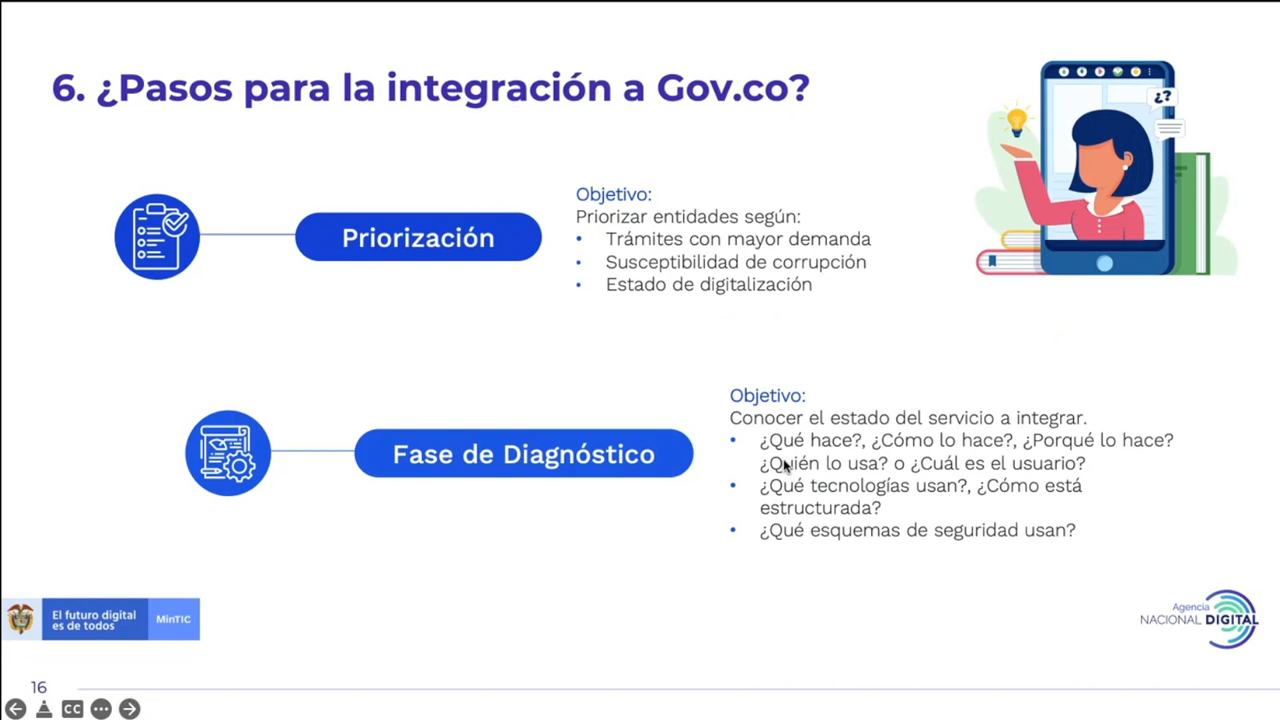 6. ¿Pasos para la integración a Gov.co?
¿?
Priorización
Objetivo:
Priorizar entidades según:
• Trámites con mayor demanda
• Susceptibilidad de corrupción
• Estado de digitalización
Fase de Diagnóstico
Objetivo:
Conocer el estado del servicio a integrar.
• ¿Qué hace?, ¿Cómo lo hace?, ¿Porqué lo hace?
¿Quién lo usa? o ¿Cuál es el usuario?
• ¿Qué tecnologías usan?, ¿Cómo está
estructurada?
• ¿Qué esquemas de seguridad usan?
El futuro digital
es de todos
MinTIC
Agencia
NACIONAL DIGITAL
16
CC